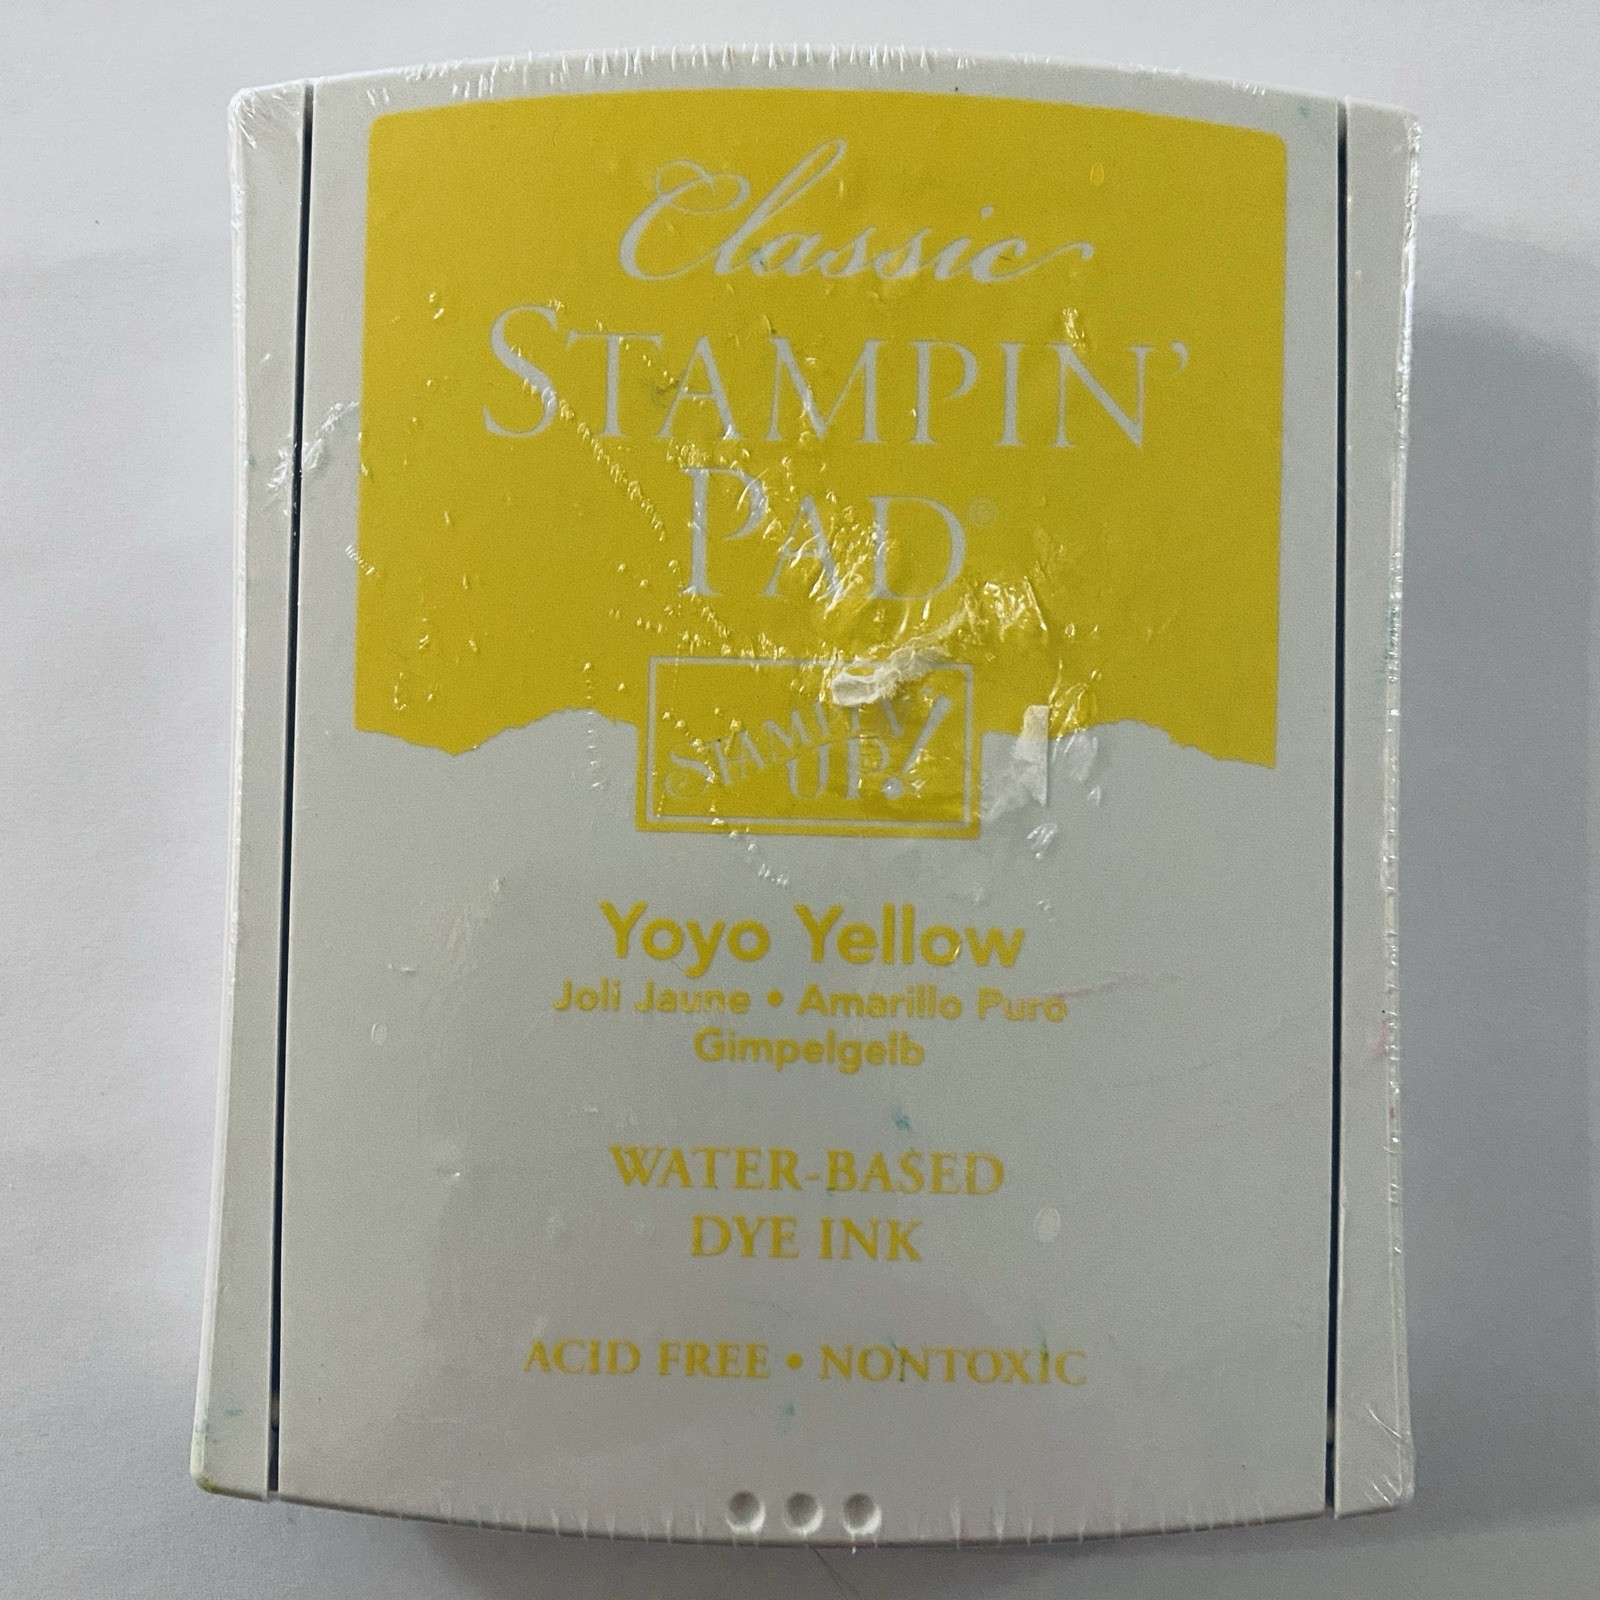 Classic
STAMPIN'
PAD®
STAMPIN'
UP!
Yoyo Yellow
Joli Jaune • Amarillo Puro
Gimpelgelb
WATER-BASED
DYE INK
ACID FREE • NONTOXIC